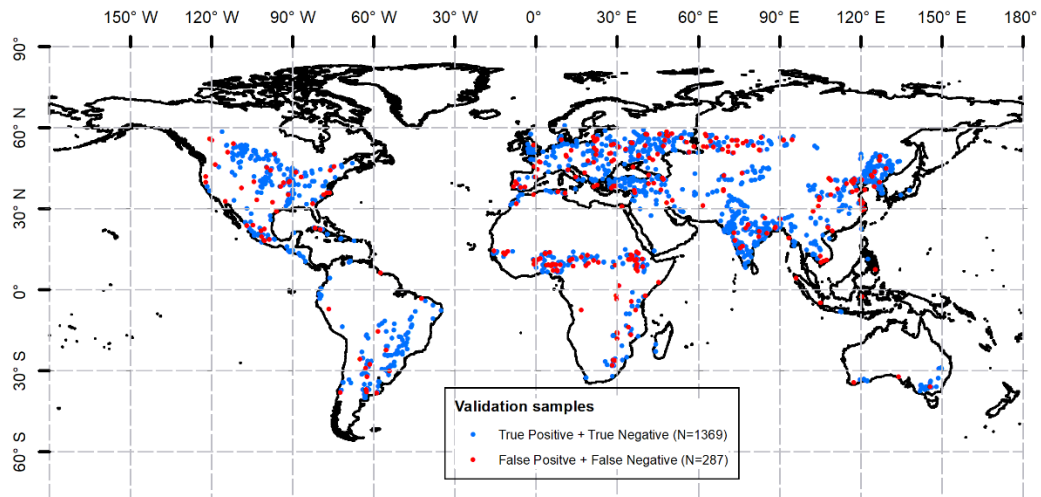 150° W 120° W 90° W 60° W 30° W 0° 30° E 60° E 90° E 120° E 150° E 180°
90°
60° N
30° N
0°
30° S
60° S
Validation samples
True Positive + True Negative (N=1369)
False Positve + False Negative (N=287)